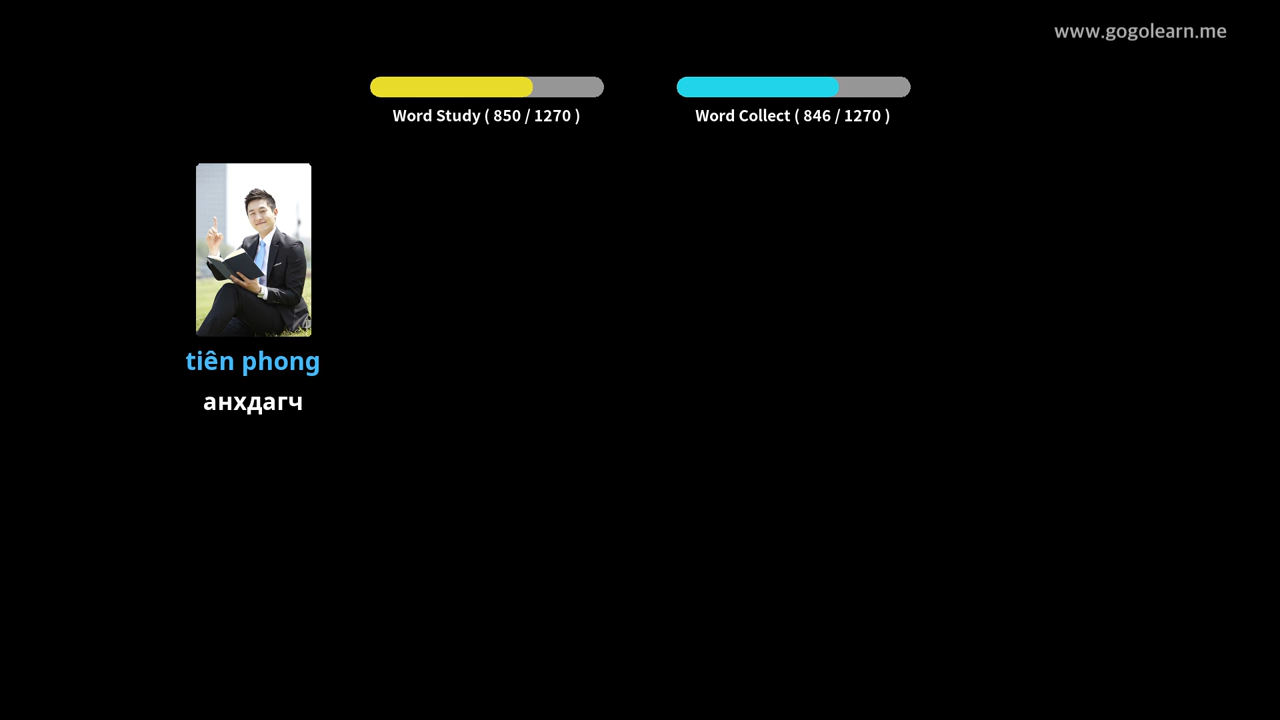 www.gogolearn.me
Word Study ( 850 / 1270 )
Word Collect ( 846 / 1270 )
tiên phong
анхдагч